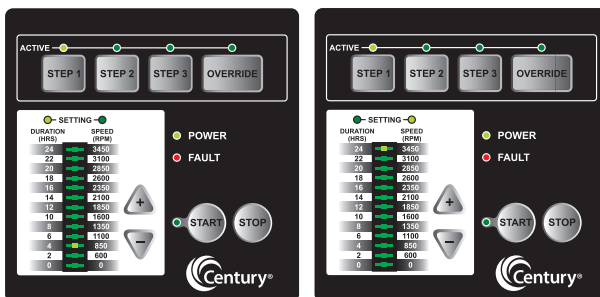 ACTIVE
STEP 1 STEP 2 STEP 3 OVERRIDE
SETTING
DURATION (HRS) SPEED (RPM)
24 3450
22 3100
20 2850
18 2600
16 2350
14 2100
12 1850
10 1600
8 1350
6 1100
4 850
2 600
0 0
POWER
FAULT
+
−
START STOP
Century®
ACTIVE
STEP 1 STEP 2 STEP 3 OVERRIDE
SETTING
DURATION (HRS) SPEED (RPM)
24 3450
22 3100
20 2850
18 2600
16 2350
14 2100
12 1850
10 1600
8 1350
6 1100
4 850
2 600
0 0
POWER
FAULT
+
−
START STOP
Century®